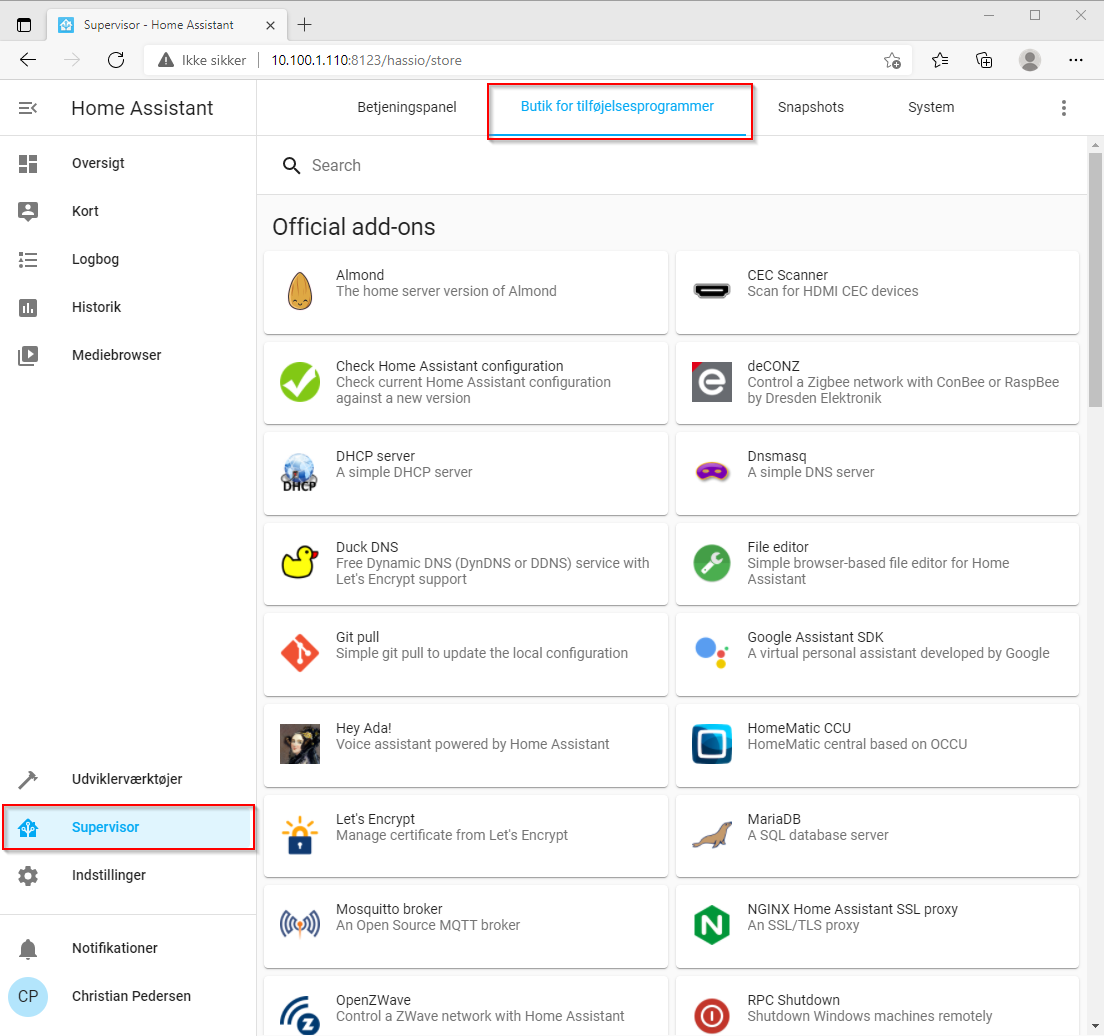 Supervisor - Home Assistant
Ikke sikker
10.100.1.110:8123/hassio/store
Home Assistant
Betjeningspanel
Butik for tilføjelsesprogrammer
Snapshots
System
Oversigt
Kort
Logbog
Historik
Mediebrowser
Udviklerværktøjer
Supervisor
Indstillinger
Notifikationer
CP
Christian Pedersen
Search
Official add-ons
Almond
The home server version of Almond
CEC Scanner
Scan for HDMI CEC devices
Check Home Assistant configuration
Check current Home Assistant configuration
against a new version
deCONZ
Control a Zigbee network with ConBee or RaspBee
by Dresden Elektronik
DHCP
DHCP server
A simple DHCP server
Dnsmasq
A simple DNS server
Duck DNS
Free Dynamic DNS (DynDNS or DDNS) service with
Let's Encrypt support
File editor
Simple browser-based file editor for Home
Assistant
Git pull
Simple git pull to update the local configuration
Google Assistant SDK
A virtual personal assistant developed by Google
Hey Ada!
Voice assistant powered by Home Assistant
HomeMatic CCU
HomeMatic central based on OCCU
Let's Encrypt
Manage certificate from Let's Encrypt
MariaDB
A SQL database server
Mosquitto broker
An Open Source MQTT broker
NGINX Home Assistant SSL proxy
An SSL/TLS proxy
OpenZWave
Control a ZWave network with Home Assistant
RPC Shutdown
Shutdown Windows machines remotely